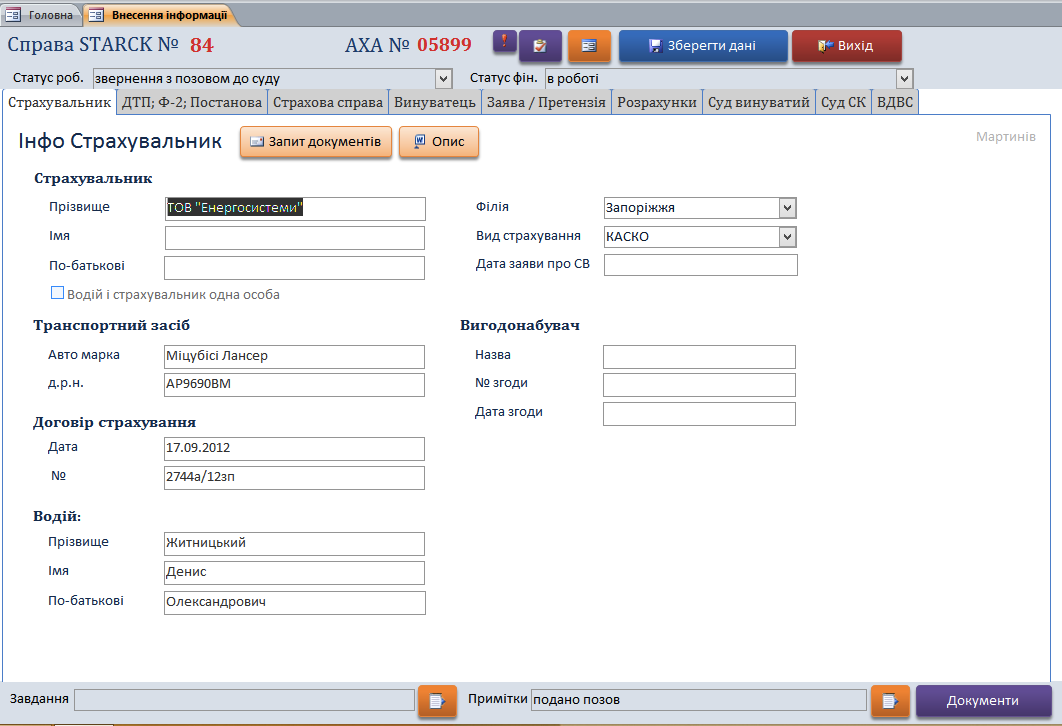 Головна Внесення інформації
Справа STARCK № 84 AXA № 05899 ! Зберегти дані Вихід
Статус роб. звернення з позовом до суду Статус фін. в роботі
Страхувальник ДТП; Ф-2; Постанова Страхова справа Винуватець Заява / Претензія Розрахунки Суд винуватий Суд СК ВДВС
Інфо Страхувальник Запит документів Опис Мартинів
Страхувальник
Прізвище ТОВ "Енергосистеми" Філія Запоріжжя
Імя Вид страхування КАСКО
По-батькові Дата заяви про СВ
Водій і страхувальник одна особа
Транспортний засіб Вигодонабувач
Авто марка Міцубісі Лансер Назва
д.р.н. АР9690ВМ № згоди
Дата згоди
Договір страхування
Дата 17.09.2012
№ 2744а/12зп
Водій:
Прізвище Житницький
Імя Денис
По-батькові Олександрович
Завдання Примітки подано позов Документи